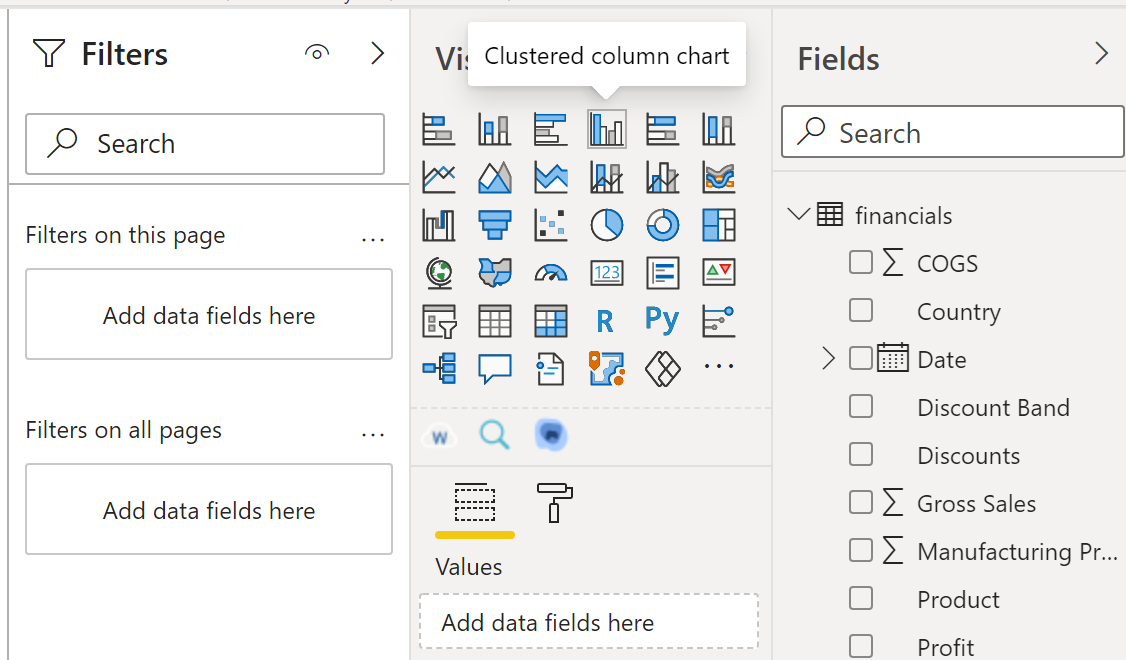 Filters
Search
Filters on this page
...
Add data fields here
Filters on all pages
...
Add data fields here
Vis
Clustered column chart
123
R
Py
...
W
Values
Add data fields here
Fields
Search
financials
COGS
Country
Date
Discount Band
Discounts
Gross Sales
Manufacturing Pr...
Product
Profit